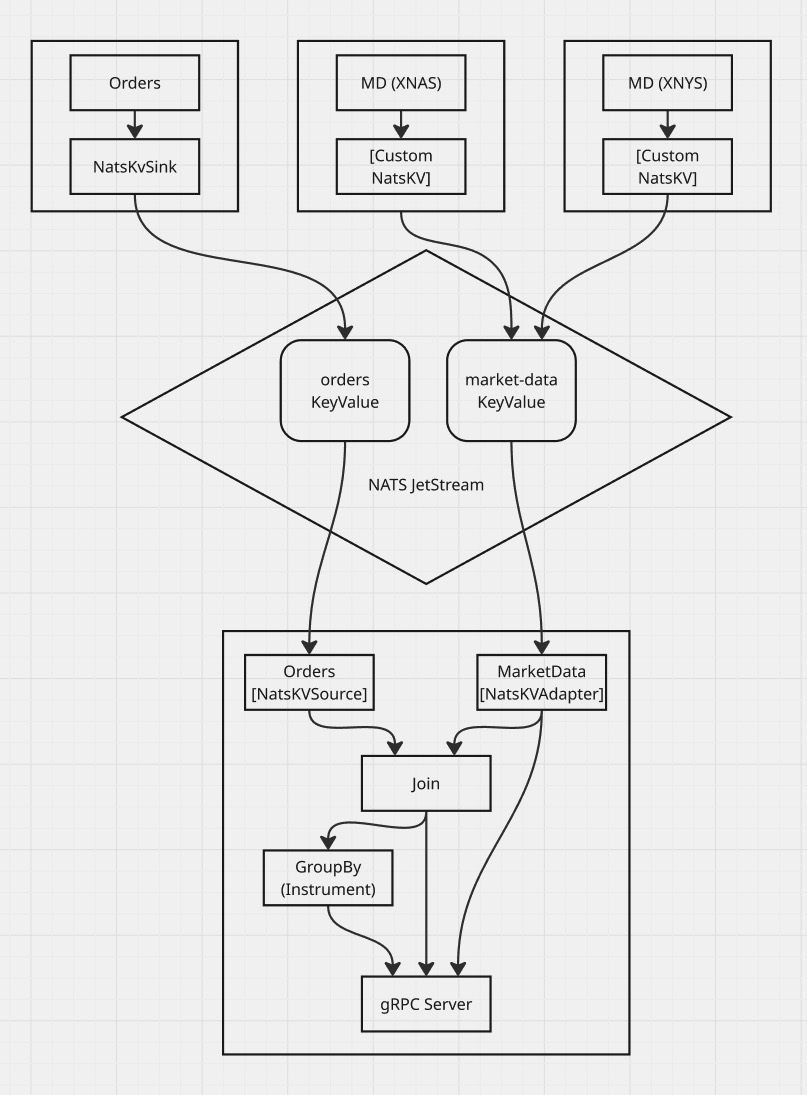 Orders
NatsKvSink
MD (XNAS)
[Custom
NatsKV]
MD (XNYS)
[Custom
NatsKV]
orders
KeyValue
market-data
KeyValue
NATS JetStream
Orders
[NatsKVSource]
MarketData
[NatsKVAdapter]
Join
GroupBy
(Instrument)
gRPC Server